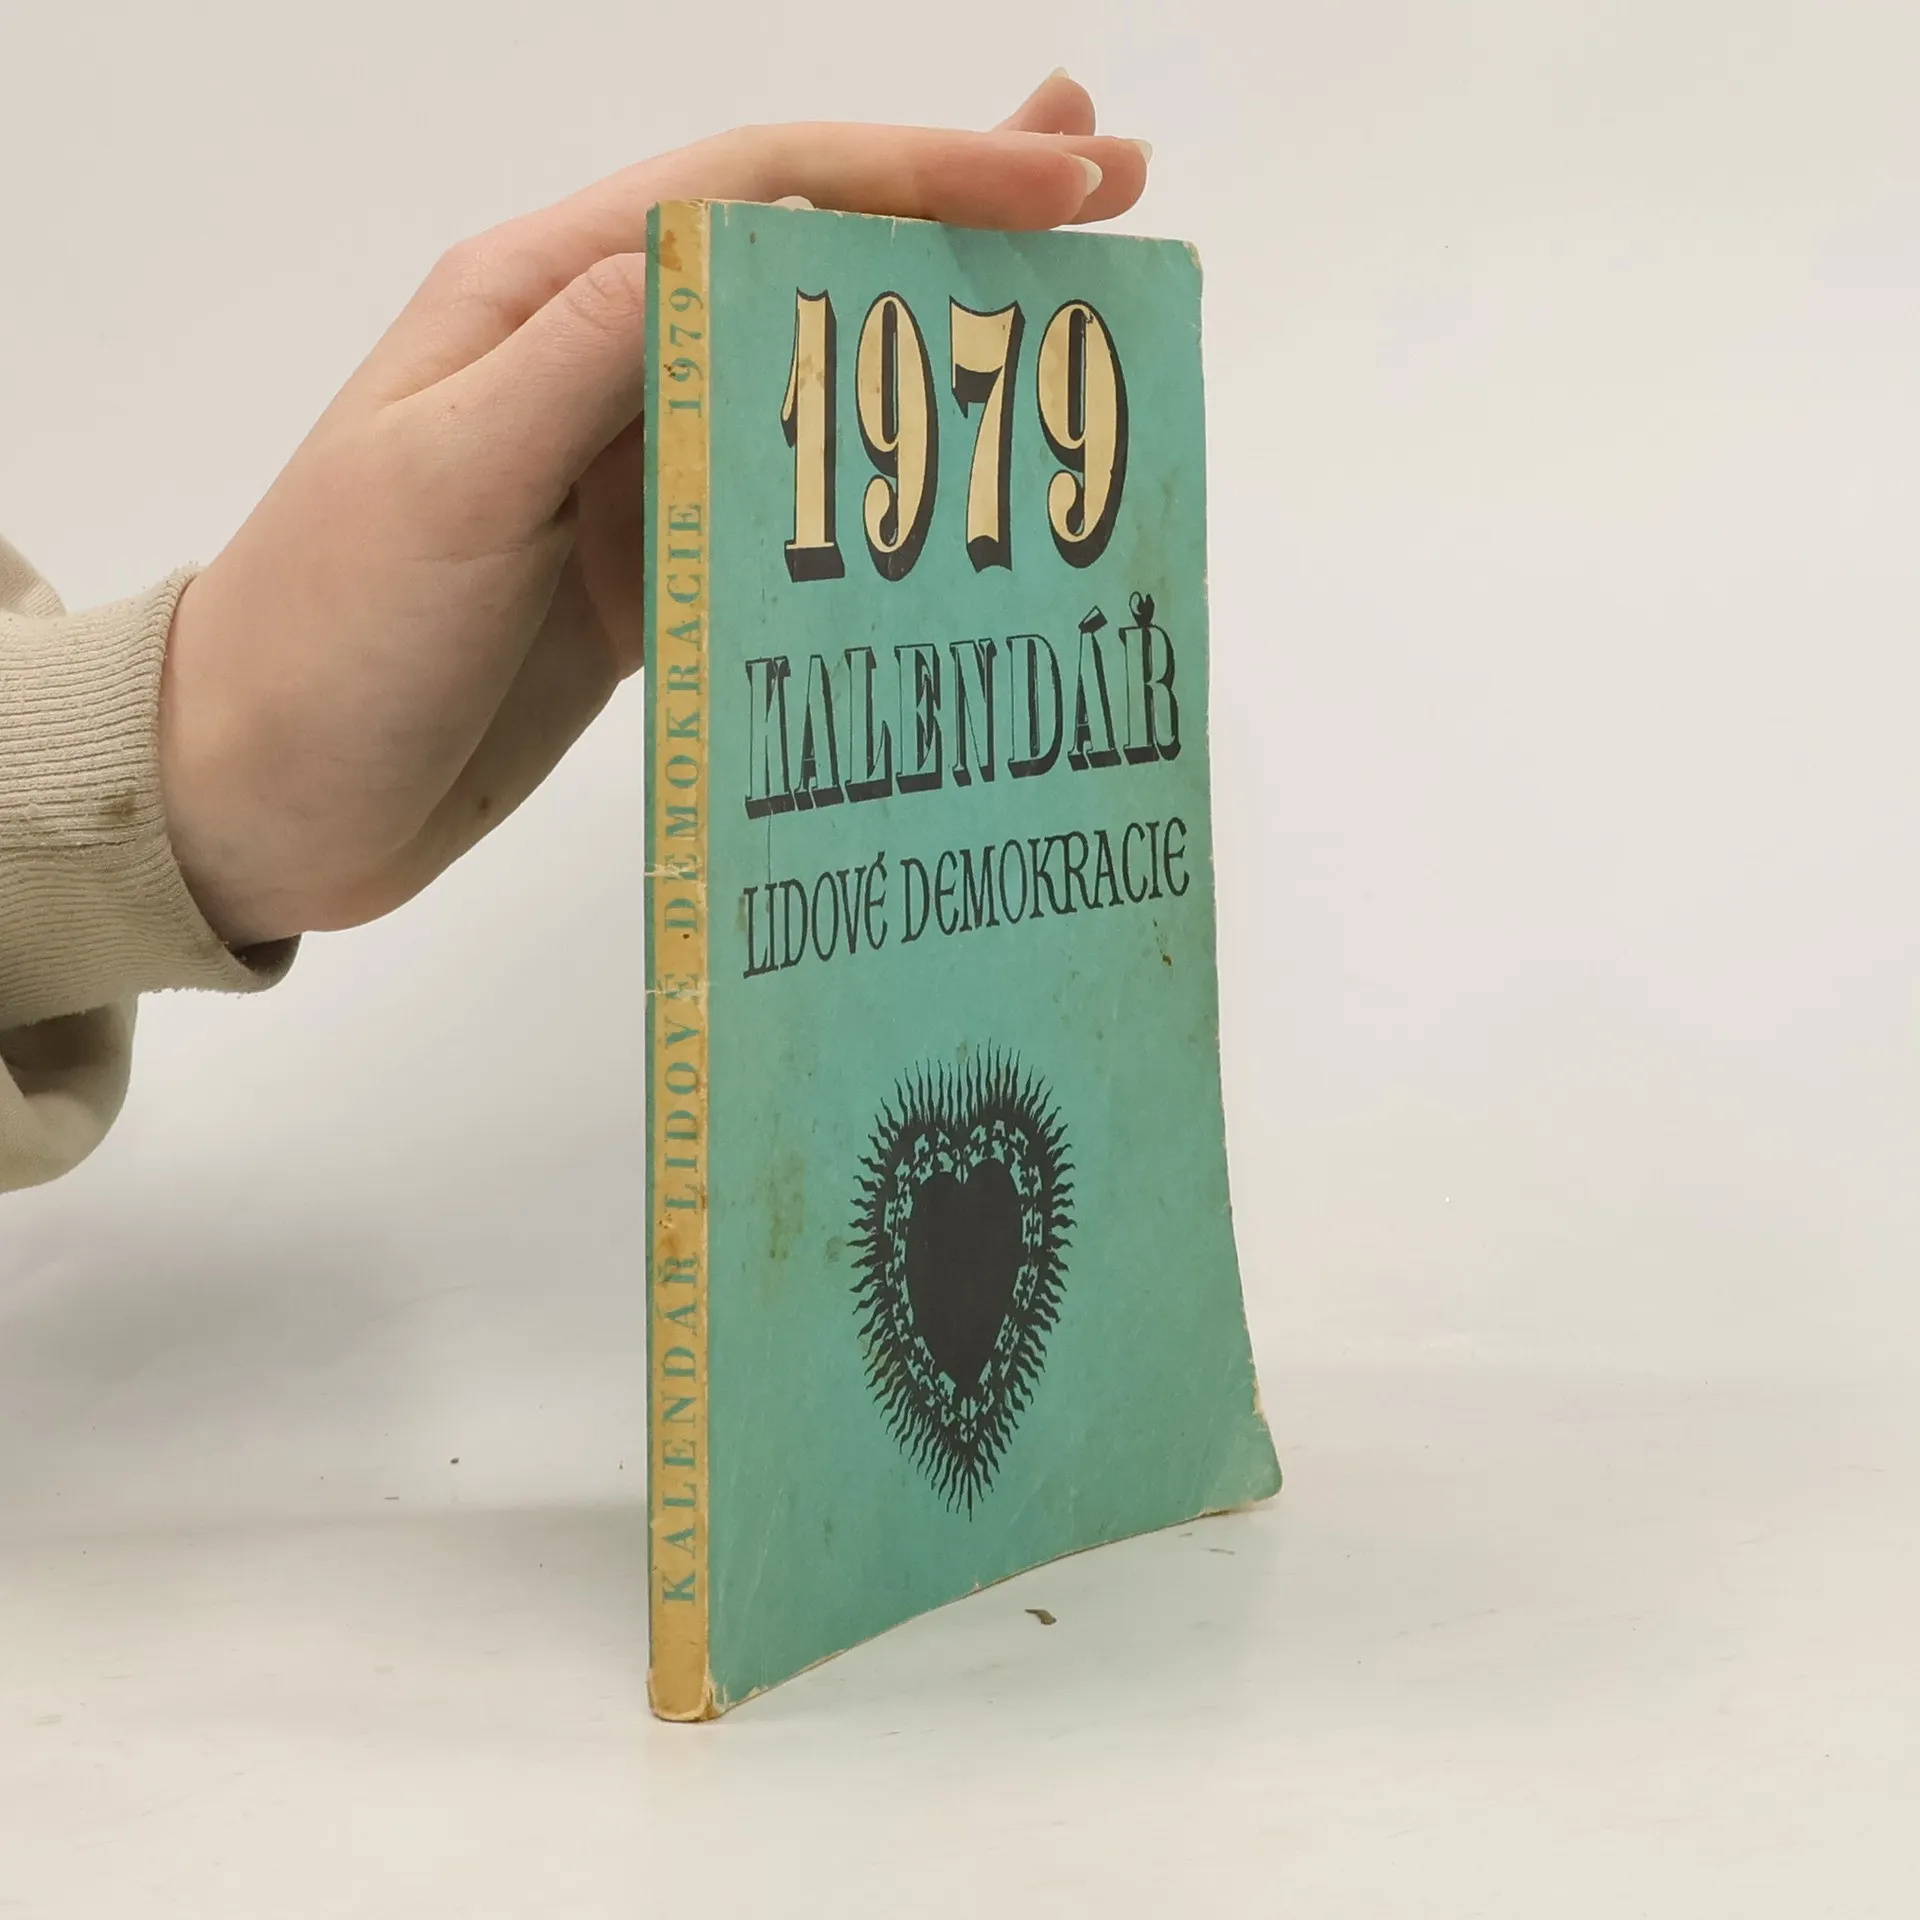 KALENDÁŘ LIDOVÉ DEMOKRACIE 1979
1979
KALENDÁŘ
LIDOVÉ DEMOKRACIE